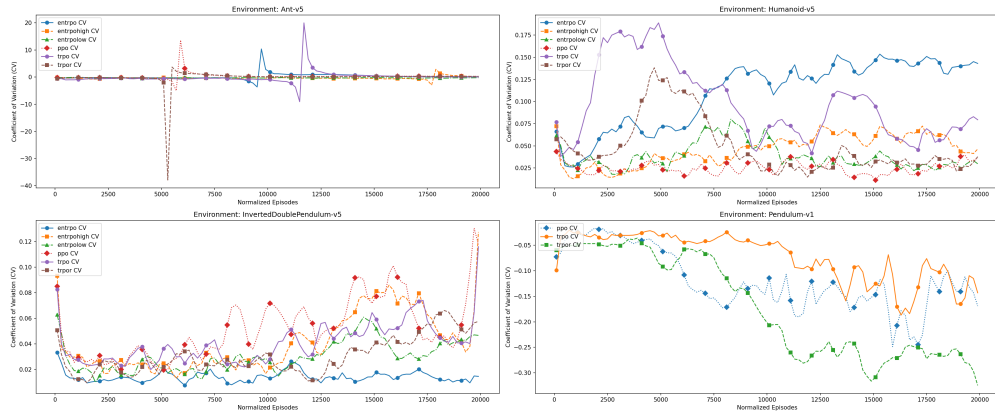 Environment: Ant-v5
Coefficient of Variation (CV)
20
10
0
−10
−20
−30
−40
entrpo CV
entrpohigh CV
entrpolow CV
ppo CV
trpo CV
trpor CV
0
2500
5000
7500
10000
12500
15000
17500
20000
Normalized Episodes
Environment: Humanoid-v5
Coefficient of Variation (CV)
0.175
0.150
0.125
0.100
0.075
0.050
0.025
entrpo CV
entrpohigh CV
entrpolow CV
ppo CV
trpo CV
trpor CV
0
2500
5000
7500
10000
12500
15000
17500
20000
Normalized Episodes
Environment: InvertedDoublePendulum-v5
Coefficient of Variation (CV)
0.12
0.10
0.08
0.06
0.04
0.02
entrpo CV
entrpohigh CV
entrpolow CV
ppo CV
trpo CV
trpor CV
0
2500
5000
7500
10000
12500
15000
17500
20000
Normalized Episodes
Environment: Pendulum-v1
Coefficient of Variation (CV)
−0.05
−0.10
−0.15
−0.20
−0.25
−0.30
ppo CV
trpo CV
trpor CV
0
2500
5000
7500
10000
12500
15000
17500
20000
Normalized Episodes